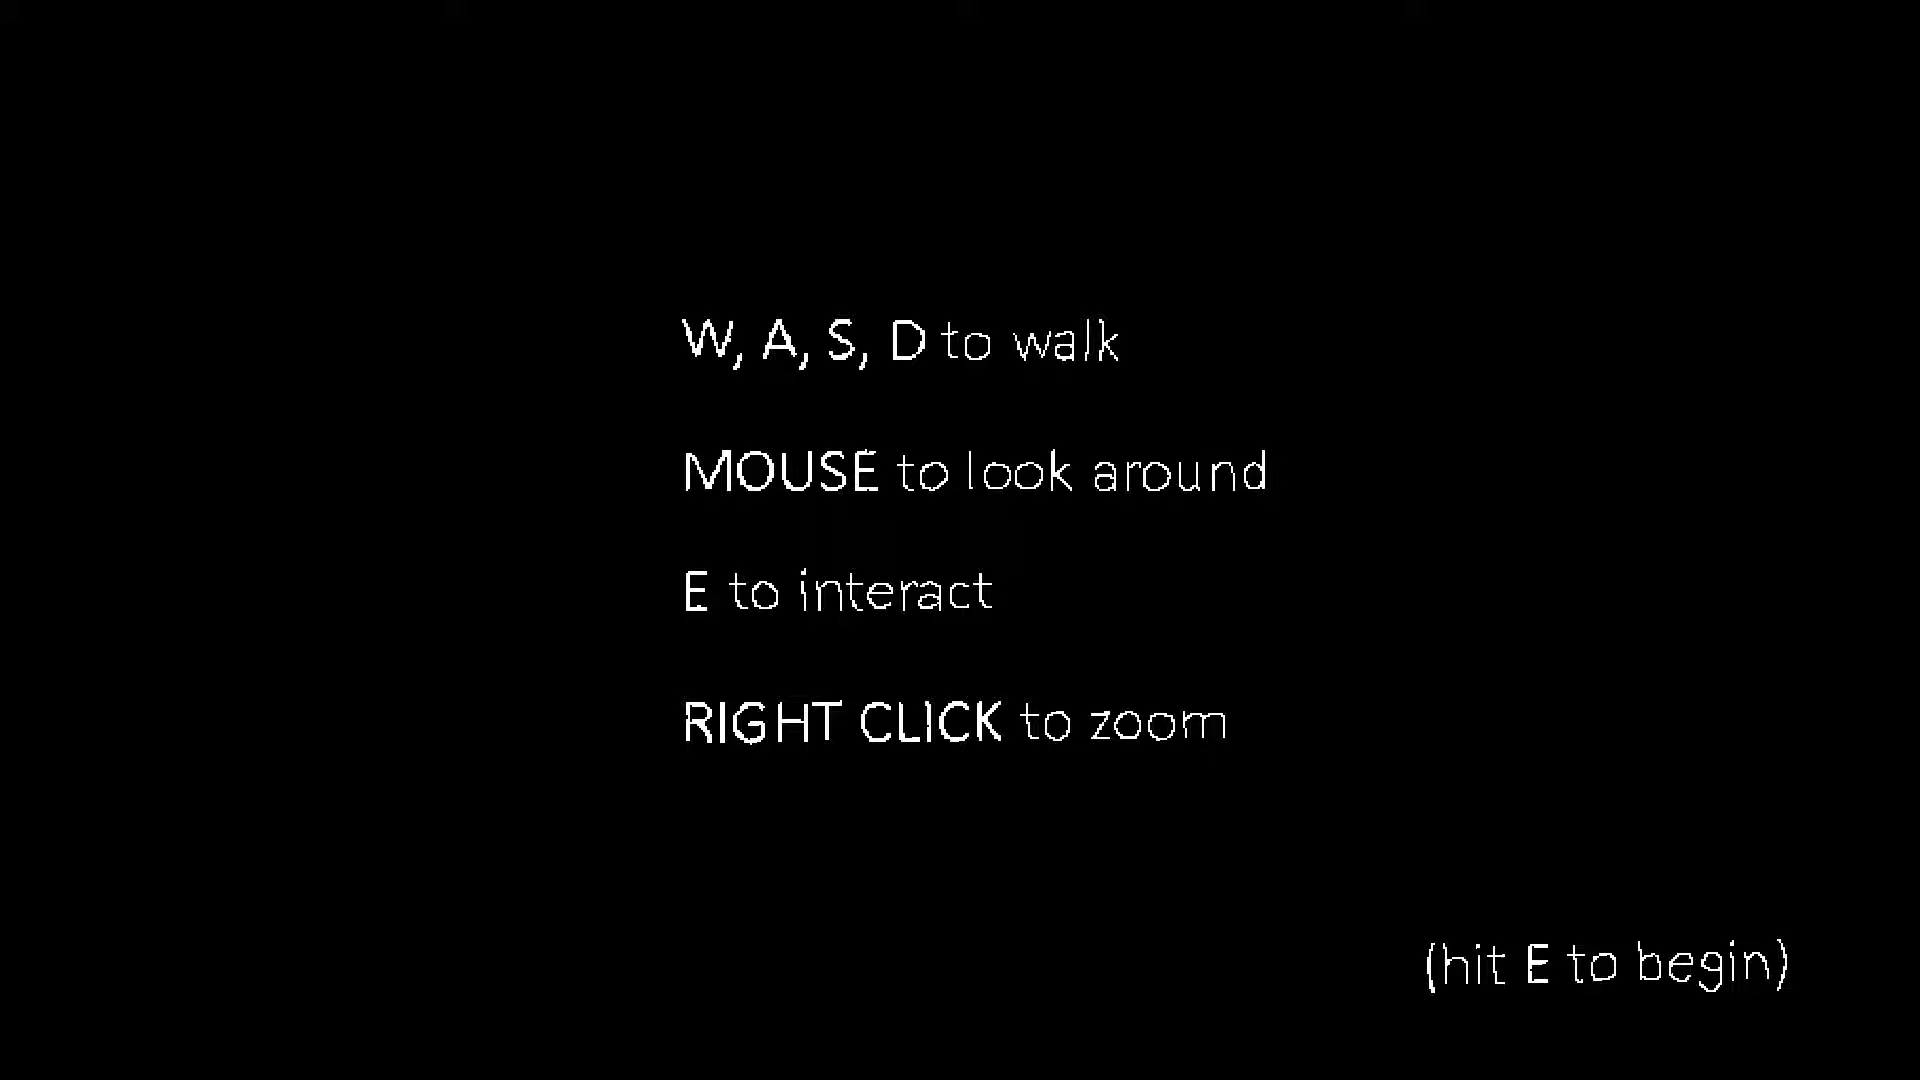 W, A, S, D to walk
MOUSE to look around
E to interact
RIGHT CLICK to zoom
(hit E to begin)